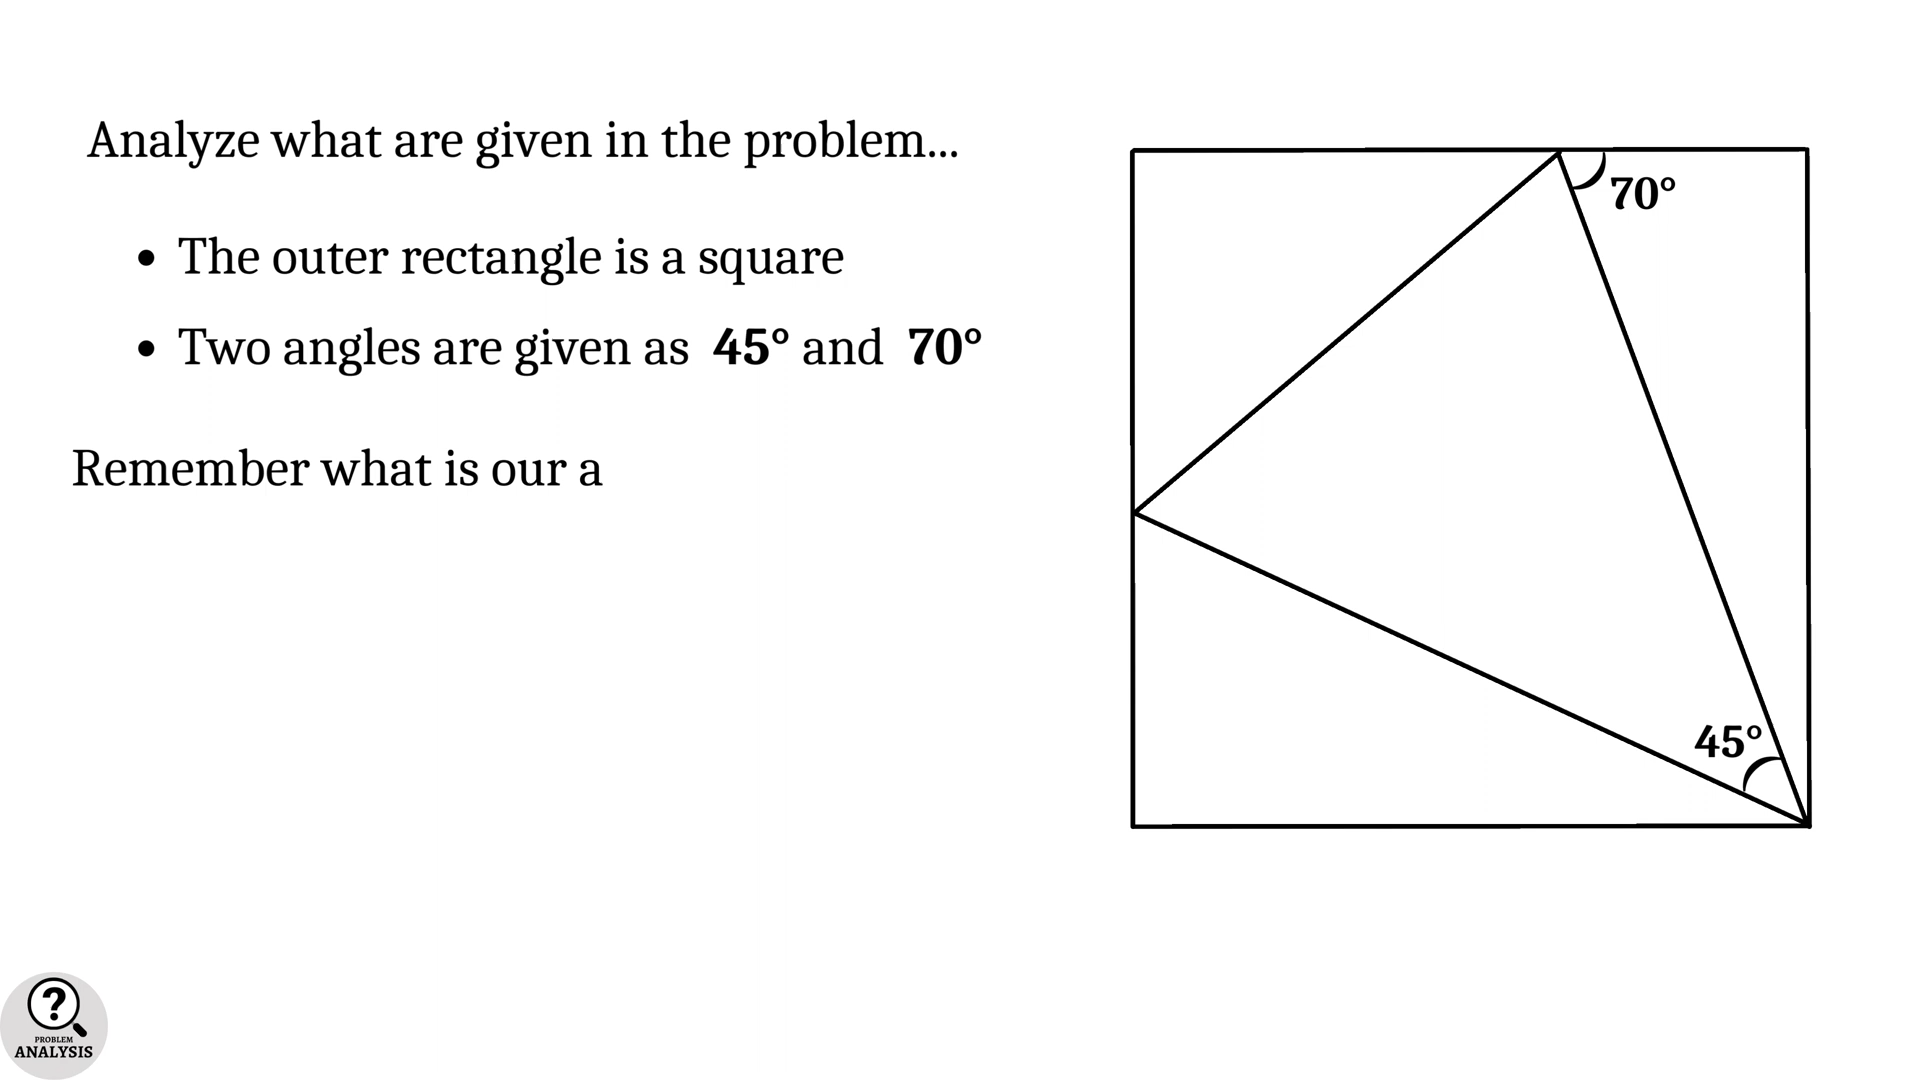 Analyze what are given in the problem...
• The outer rectangle is a square
• Two angles are given as 45° and 70°
Remember what is our a
70°
45°
?
PROBLEM
ANALYSIS